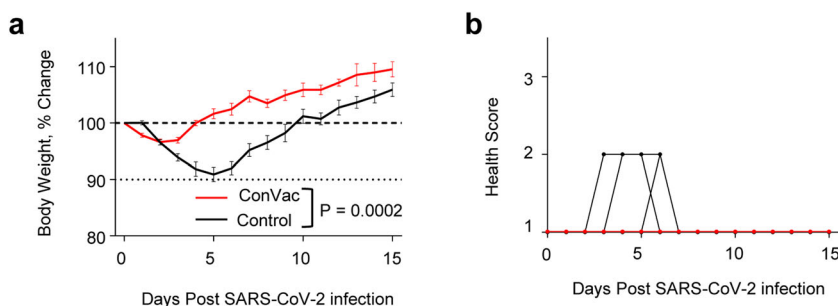 a
Body Weight, % Change
110
100
90
80
ConVac
Control
P = 0.0002
0 5 10 15
Days Post SARS-CoV-2 infection
b
Health Score
3
2
1
0 5 10 15
Days Post SARS-CoV-2 infection